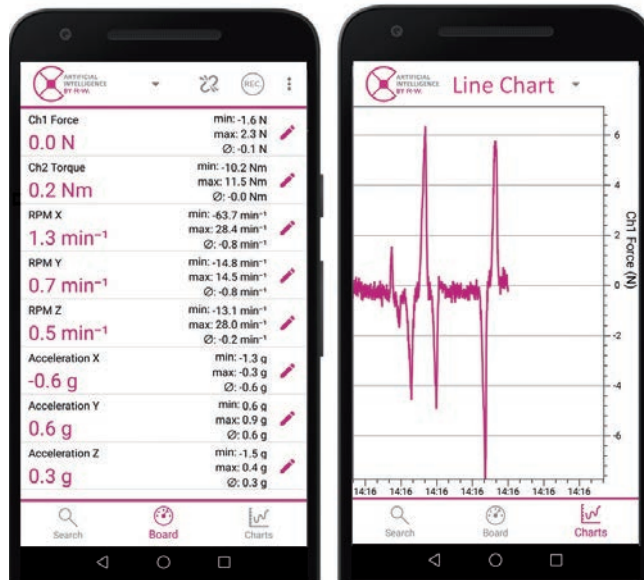 ARTIFICIAL
INTELLIGENCE
BY R+W.
REC
Ch1 Force
0.0 N
min: -1.6 N
max: 2.3 N
Ø: -0.1 N
Ch2 Torque
0.2 Nm
min: -10.2 Nm
max: 11.5 Nm
Ø: -0.0 Nm
RPM X
1.3 min⁻¹
min: -63.7 min⁻¹
max: 28.4 min⁻¹
Ø: -0.8 min⁻¹
RPM Y
0.7 min⁻¹
min: -14.8 min⁻¹
max: 14.5 min⁻¹
Ø: -0.8 min⁻¹
RPM Z
0.5 min⁻¹
min: -13.1 min⁻¹
max: 28.0 min⁻¹
Ø: -0.2 min⁻¹
Acceleration X
-0.6 g
min: -1.3 g
max: -0.3 g
Ø: -0.6 g
Acceleration Y
0.6 g
min: 0.6 g
max: 0.9 g
Ø: 0.6 g
Acceleration Z
0.3 g
min: -1.5 g
max: 0.4 g
Ø: 0.3 g
Search
Board
Charts
ARTIFICIAL
INTELLIGENCE
BY R+W.
Line Chart
6
4
2
0
-2
-4
-6
Ch1 Force (N)
14:16 14:16 14:16 14:16 14:16 14:16 14:16
Search
Board
Charts